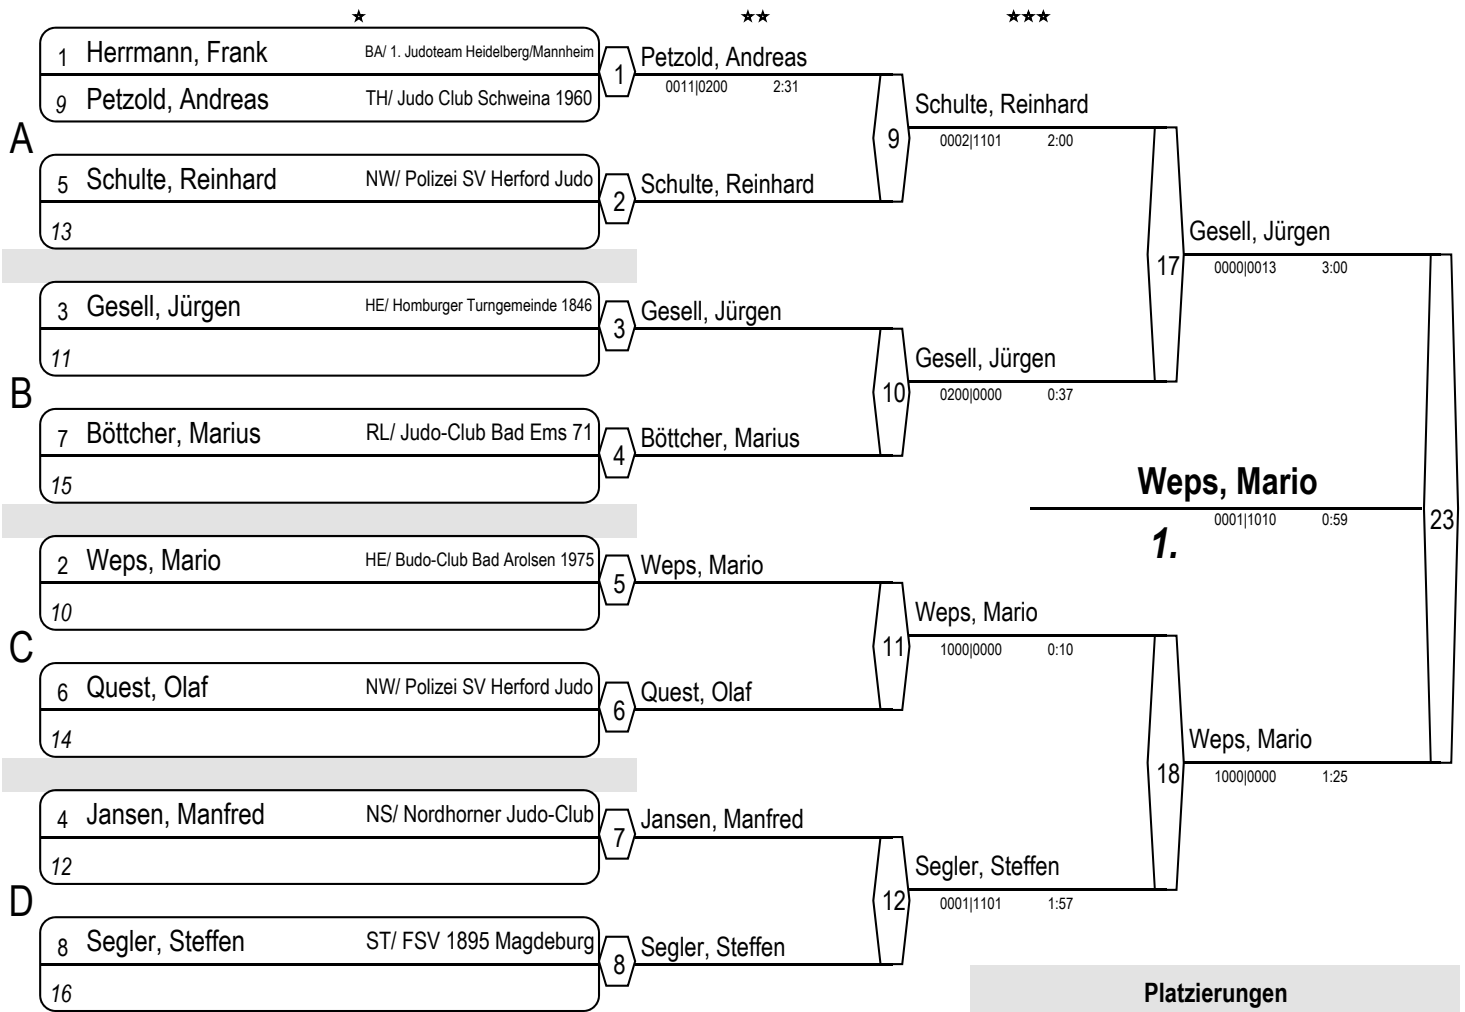 1 Herrmann, Frank BA/ 1. Judoteam Heidelberg/Mannheim
9 Petzold, Andreas TH/ Judo Club Schweina 1960
A
5 Schulte, Reinhard NW/ Polizei SV Herford Judo
13
3 Gesell, Jürgen HE/ Homburger Turngemeinde 1846
11
B
7 Böttcher, Marius RL/ Judo-Club Bad Ems 71
15
2 Weps, Mario HE/ Budo-Club Bad Arolsen 1975
10
C
6 Quest, Olaf NW/ Polizei SV Herford Judo
14
4 Jansen, Manfred NS/ Nordhorner Judo-Club
12
D
8 Segler, Steffen ST/ FSV 1895 Magdeburg
16
1 Petzold, Andreas
0011|0200 2:31
2 Schulte, Reinhard
3 Gesell, Jürgen
4 Böttcher, Marius
5 Weps, Mario
6 Quest, Olaf
7 Jansen, Manfred
8 Segler, Steffen
9 Schulte, Reinhard
0002|1101 2:00
10 Gesell, Jürgen
0200|0000 0:37
11 Weps, Mario
1000|0000 0:10
12 Segler, Steffen
0001|1101 1:57
17 Gesell, Jürgen
0000|0013 3:00
18 Weps, Mario
1000|0000 1:25
23 Weps, Mario
0001|1010 0:59
1.
Platzierungen